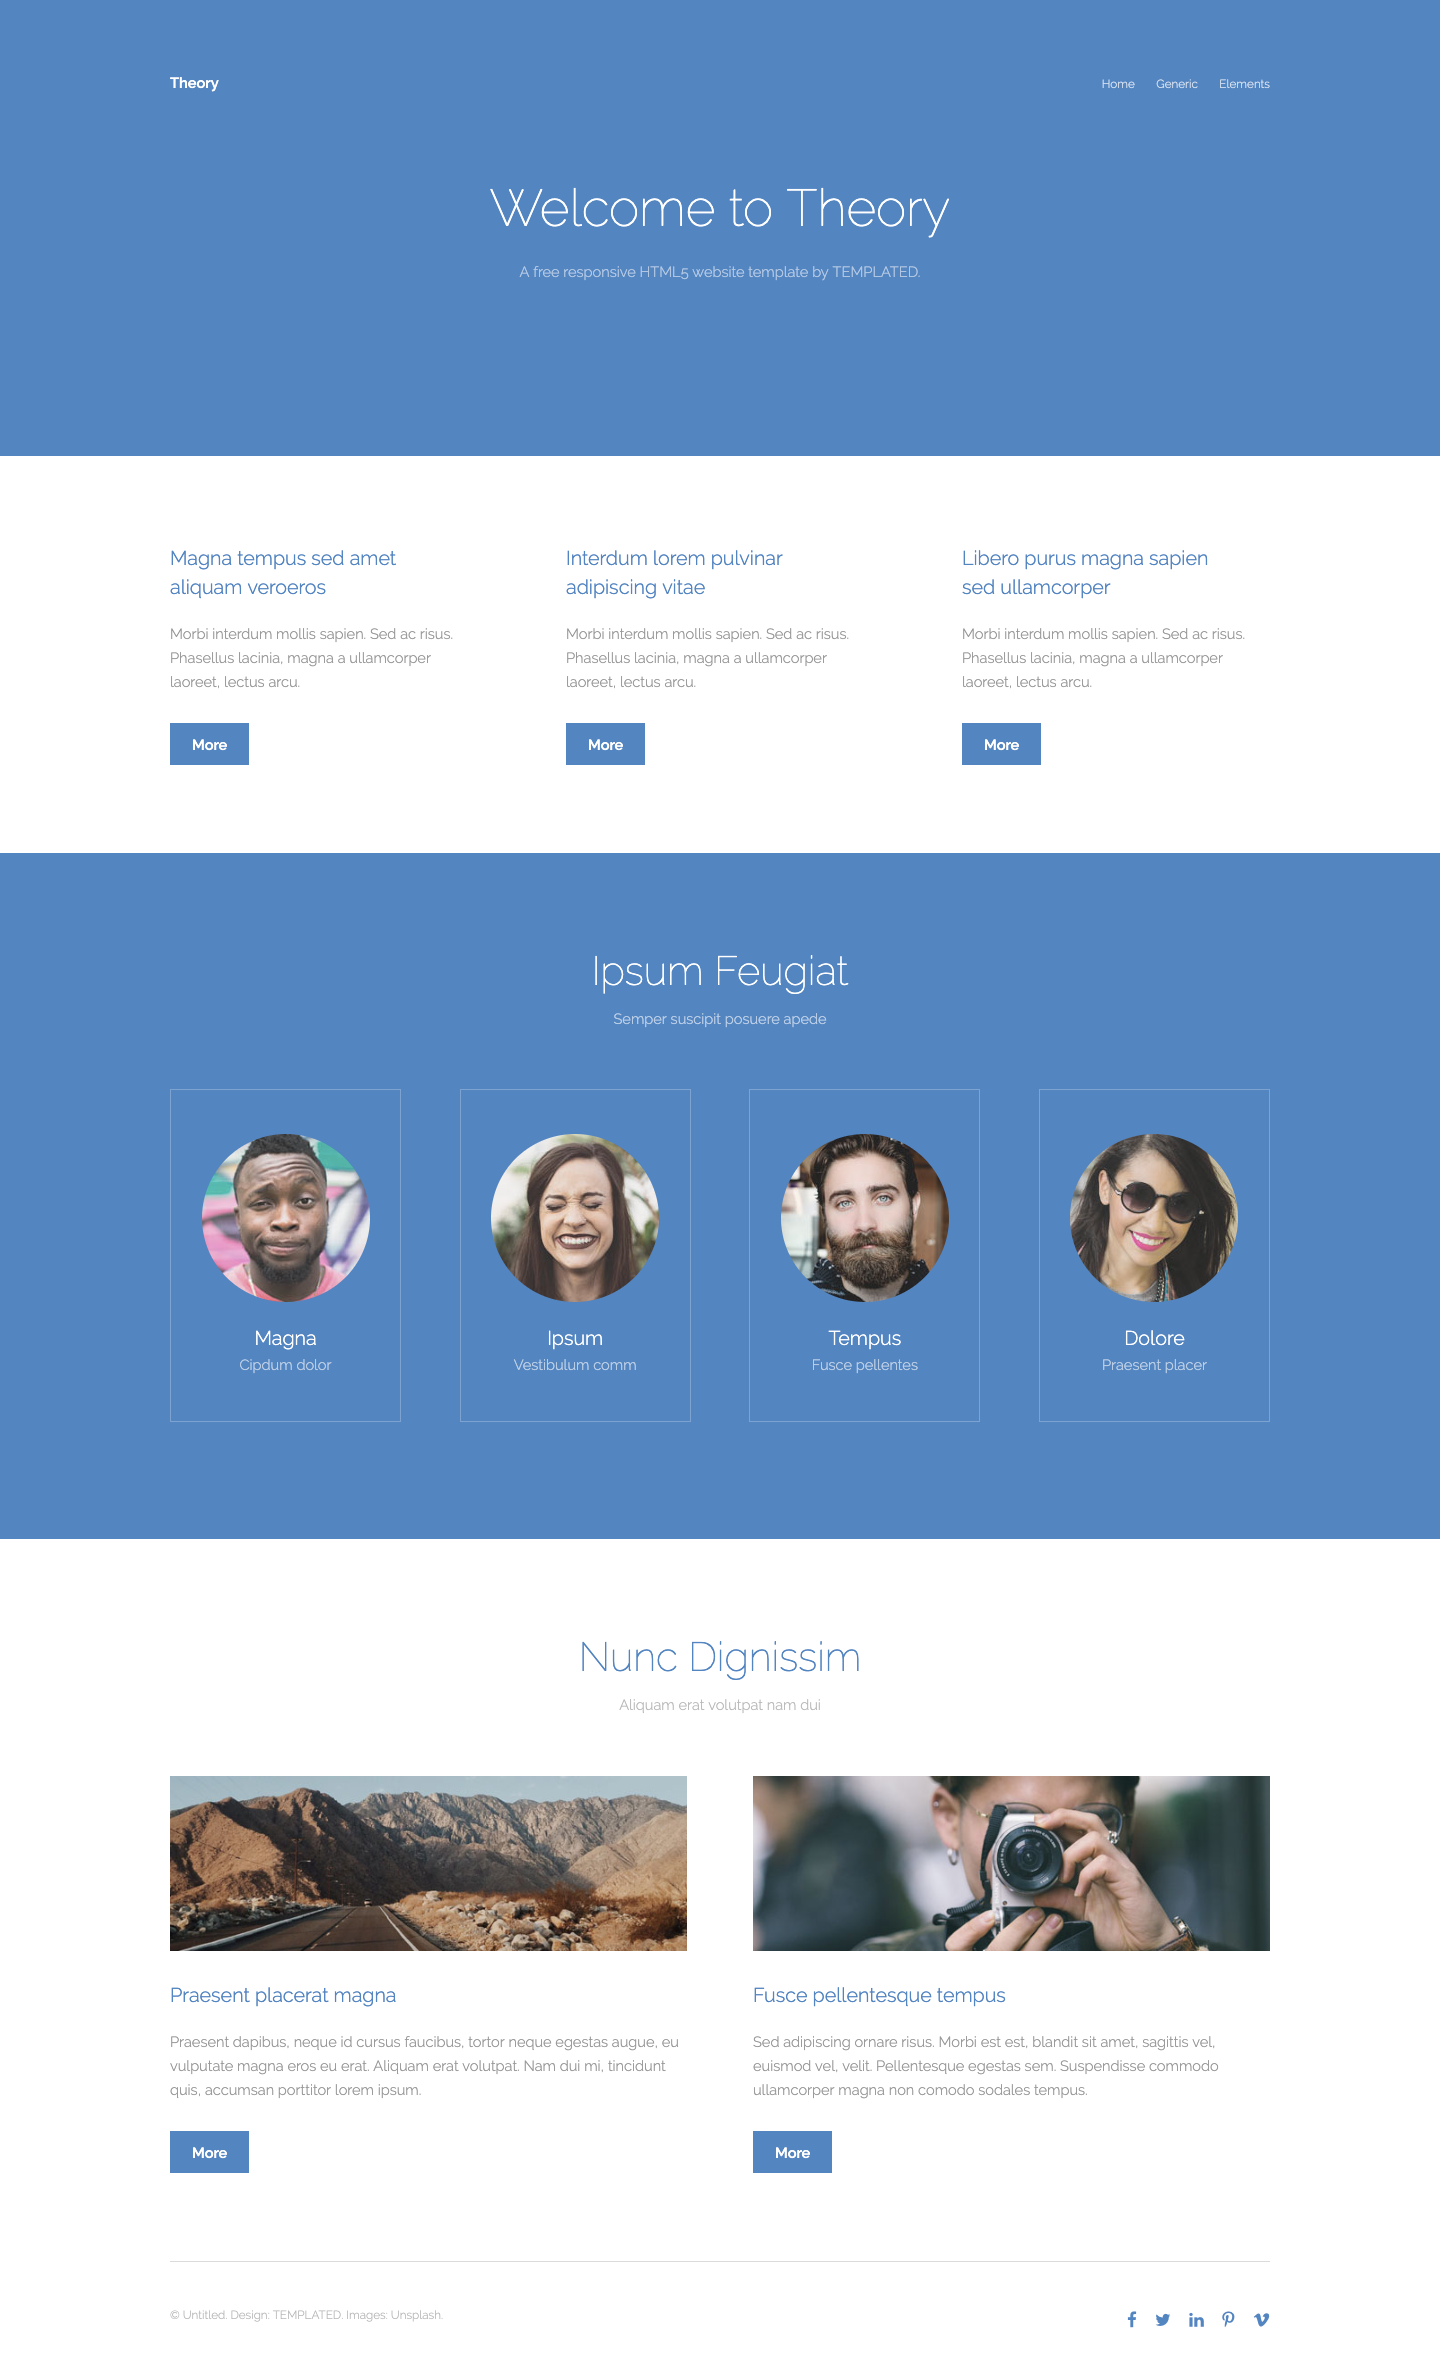 Theory
Home Generic Elements
Welcome to Theory
A free responsive HTML5 website template by TEMPLATED.
Magna tempus sed amet
aliquam veroeros
Morbi interdum mollis sapien. Sed ac risus.
Phasellus lacinia, magna a ullamcorper
laoreet, lectus arcu.
More
Interdum lorem pulvinar
adipiscing vitae
Morbi interdum mollis sapien. Sed ac risus.
Phasellus lacinia, magna a ullamcorper
laoreet, lectus arcu.
More
Libero purus magna sapien
sed ullamcorper
Morbi interdum mollis sapien. Sed ac risus.
Phasellus lacinia, magna a ullamcorper
laoreet, lectus arcu.
More
Ipsum Feugiat
Semper suscipit posuere apede
Magna
Cipdum dolor
Ipsum
Vestibulum comm
Tempus
Fusce pellentes
Dolore
Praesent placer
Nunc Dignissim
Aliquam erat volutpat nam dui
Praesent placerat magna
Praesent dapibus, neque id cursus faucibus, tortor neque egestas augue, eu
vulputate magna eros eu erat. Aliquam erat volutpat. Nam dui mi, tincidunt
quis, accumsan porttitor lorem ipsum.
More
Fusce pellentesque tempus
Sed adipiscing ornare risus. Morbi est est, blandit sit amet, sagittis vel,
euismod vel, velit. Pellentesque egestas sem. Suspendisse commodo
ullamcorper magna non comodo sodales tempus.
More
© Untitled. Design: TEMPLATED. Images: Unsplash.